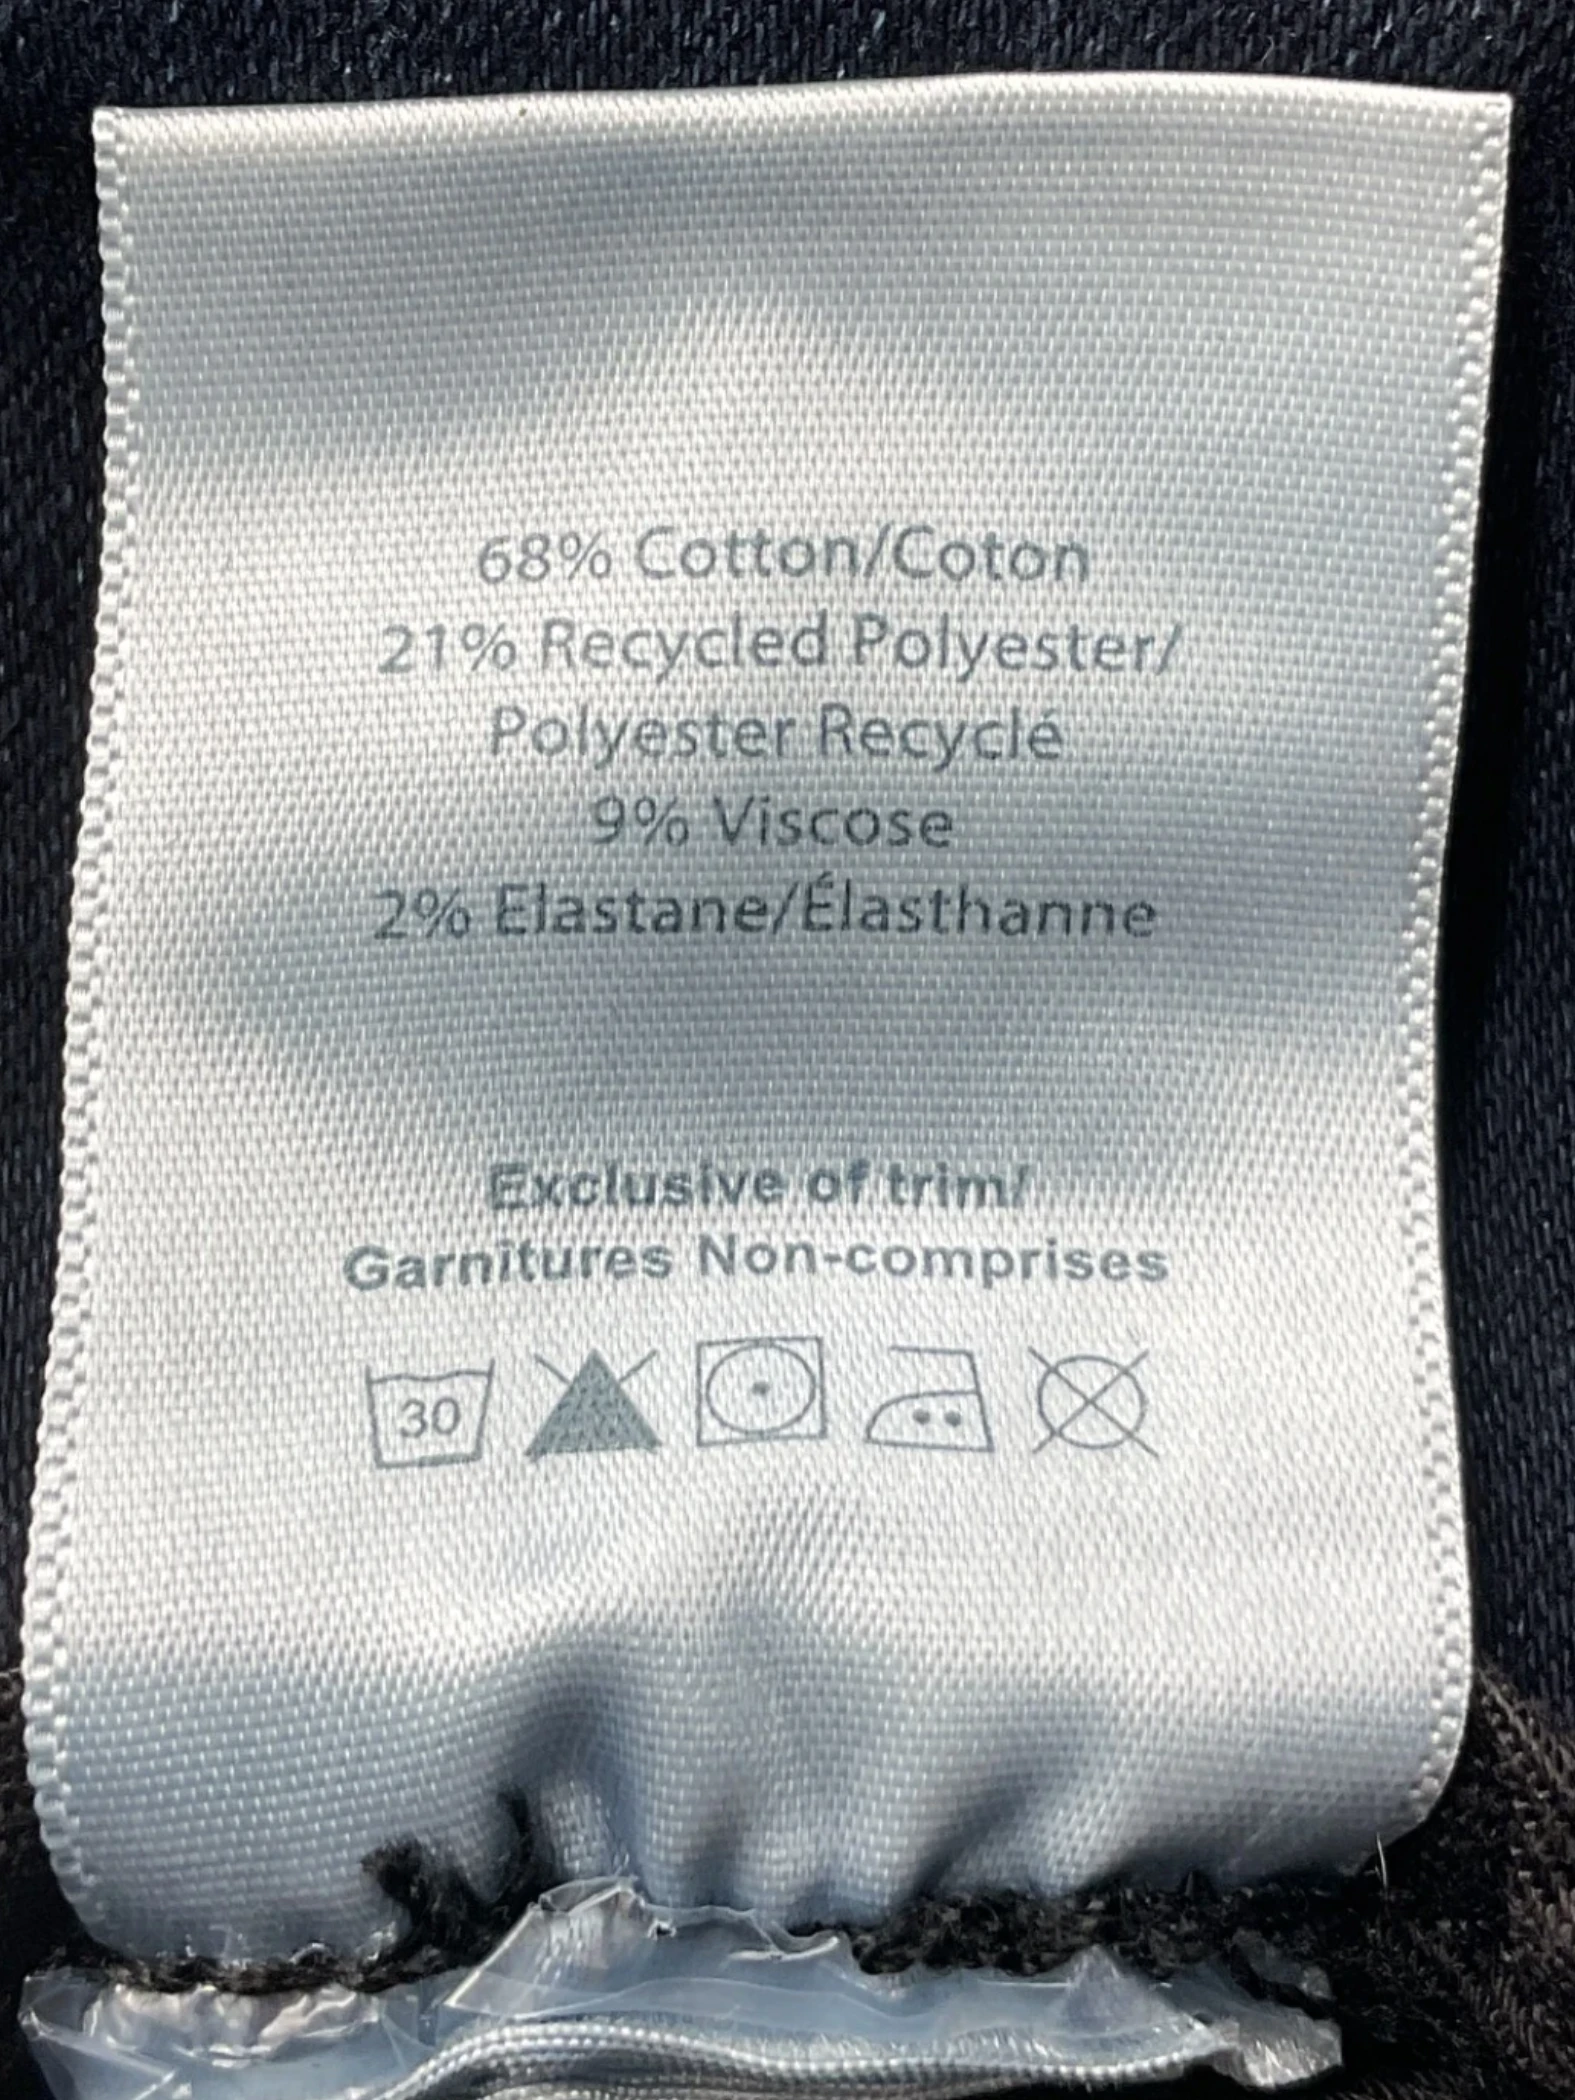 68% Cotton/Coton
21% Recycled Polyester/
Polyester Recyclé
9% Viscose
2% Elastane/Élasthanne
Exclusive of trim/
Garnitures Non-comprises
30